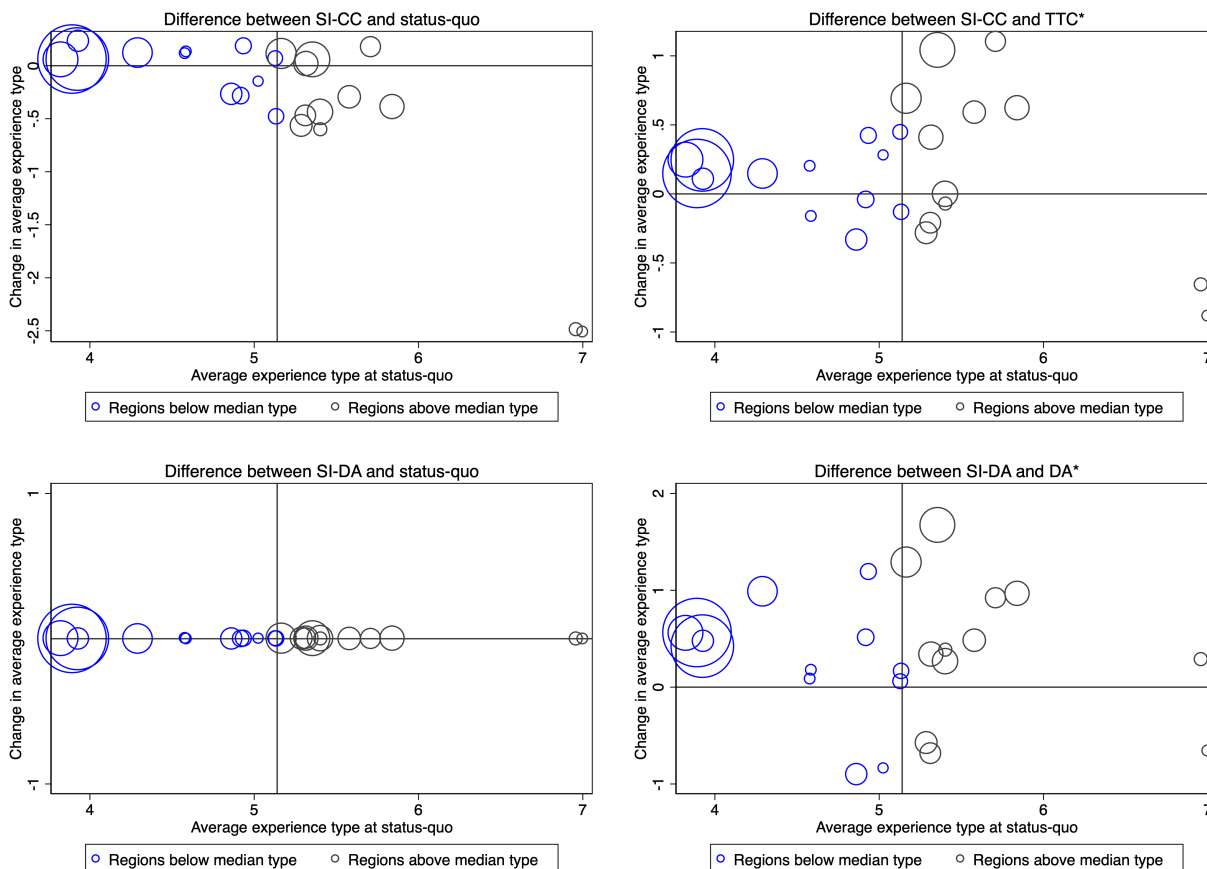 Difference between SI-CC and status-quo
Change in average experience type
0
-.5
-1
-1.5
-2
-2.5
4 5 6 7
Average experience type at status-quo
Regions below median type Regions above median type
Difference between SI-CC and TTC*
Change in average experience type
1
.5
0
-.5
-1
4 5 6 7
Average experience type at status-quo
Regions below median type Regions above median type
Difference between SI-DA and status-quo
Change in average experience type
1
-1
4 5 6 7
Average experience type at status-quo
Regions below median type Regions above median type
Difference between SI-DA and DA*
Change in average experience type
2
1
0
-1
4 5 6 7
Average experience type at status-quo
Regions below median type Regions above median type